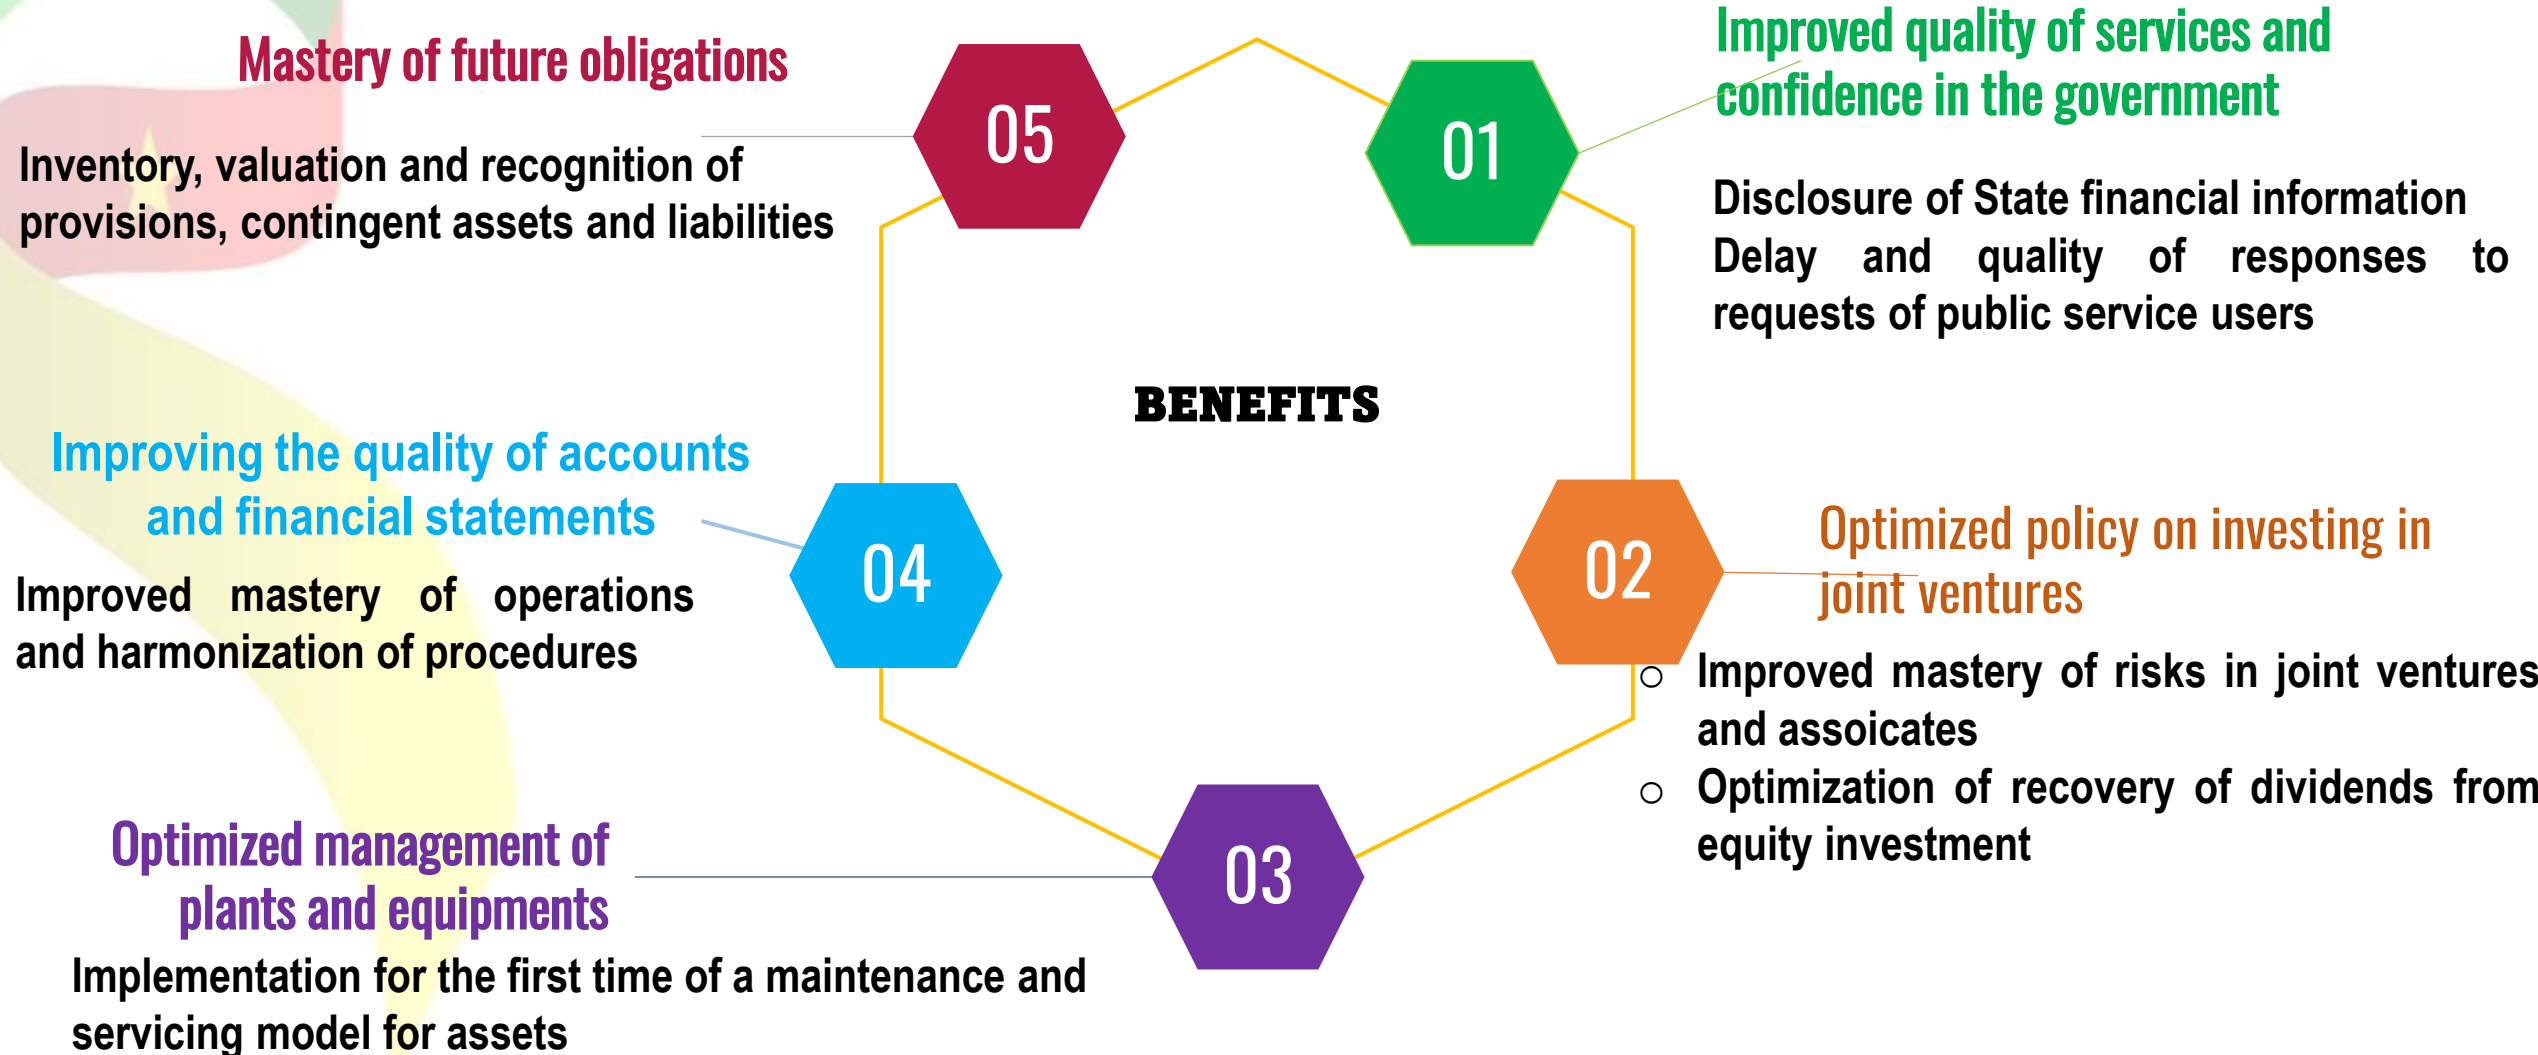 Improved quality of services and
confidence in the government
01
Disclosure of State financial information
Delay and quality of responses to
requests of public service users
Mastery of future obligations
05
Inventory, valuation and recognition of
provisions, contingent assets and liabilities
BENEFITS
Improving the quality of accounts
and financial statements
04
Improved mastery of operations
and harmonization of procedures
Optimized policy on investing in
joint ventures
02
o Improved mastery of risks in joint ventures
and assoicates
o Optimization of recovery of dividends from
equity investment
Optimized management of
plants and equipments
03
Implementation for the first time of a maintenance and
servicing model for assets